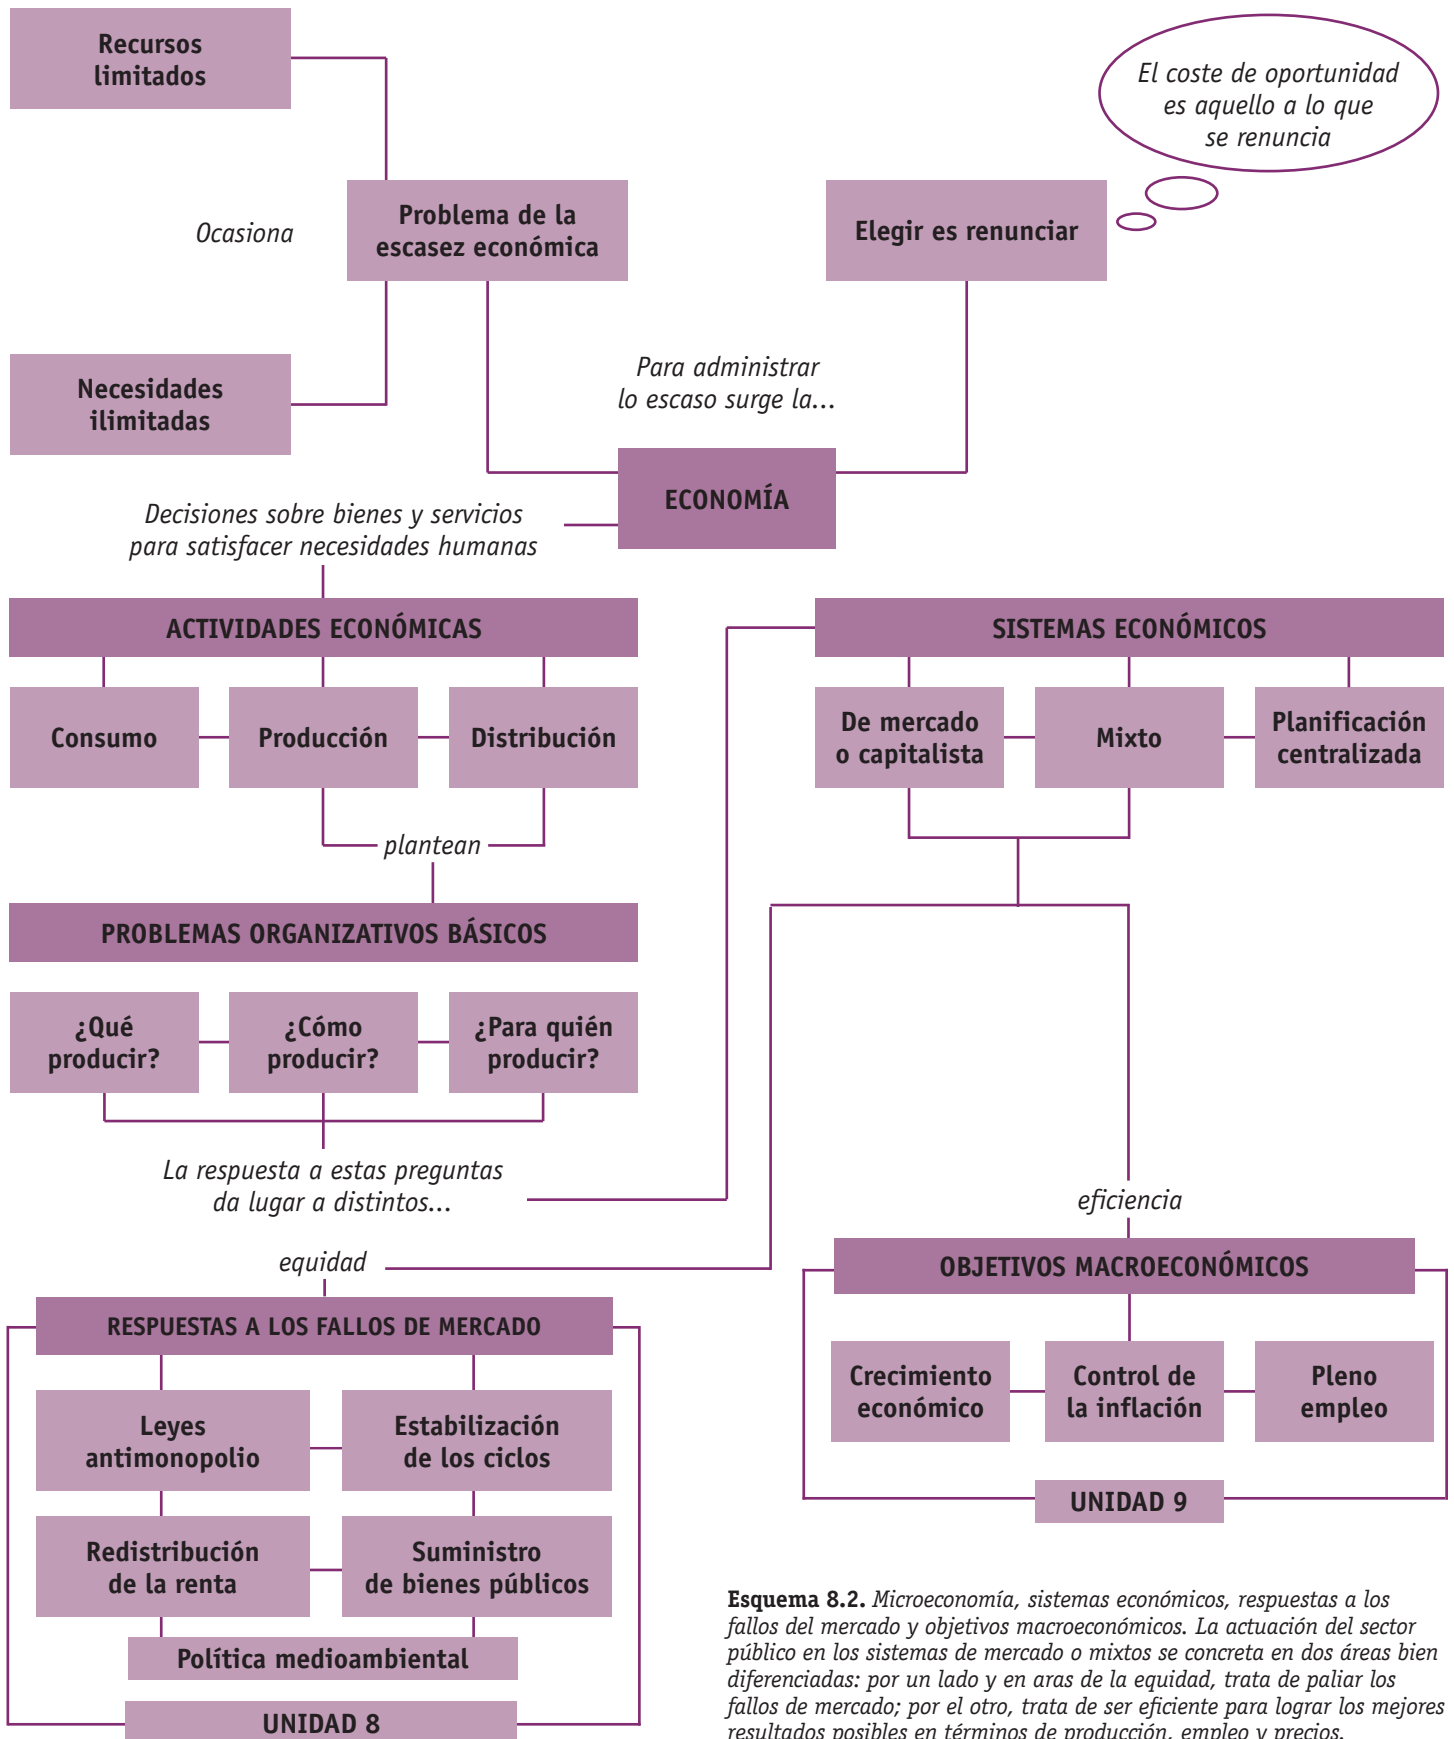 Recursos
limitados
El coste de oportunidad
es aquello a lo que
se renuncia
Ocasiona
Problema de la
escasez económica
Elegir es renunciar
Necesidades
ilimitadas
Para administrar
lo escaso surge la...
ECONOMÍA
Decisiones sobre bienes y servicios
para satisfacer necesidades humanas
ACTIVIDADES ECONÓMICAS
Consumo
Producción
Distribución
plantean
PROBLEMAS ORGANIZATIVOS BÁSICOS
¿Qué
producir?
¿Cómo
producir?
¿Para quién
producir?
La respuesta a estas preguntas
da lugar a distintos...
SISTEMAS ECONÓMICOS
De mercado
o capitalista
Mixto
Planificación
centralizada
equidad
RESPUESTAS A LOS FALLOS DE MERCADO
Leyes
antimonopolio
Estabilización
de los ciclos
Redistribución
de la renta
Suministro
de bienes públicos
Política medioambiental
UNIDAD 8
eficiencia
OBJETIVOS MACROECONÓMICOS
Crecimiento
económico
Control de
la inflación
Pleno
empleo
UNIDAD 9
Esquema 8.2. Microeconomía, sistemas económicos, respuestas a los
fallos del mercado y objetivos macroeconómicos. La actuación del sector
público en los sistemas de mercado o mixtos se concreta en dos áreas bien
diferenciadas: por un lado y en aras de la equidad, trata de paliar los
fallos de mercado; por el otro, trata de ser eficiente para lograr los mejores
resultados posibles en términos de producción, empleo y precios.